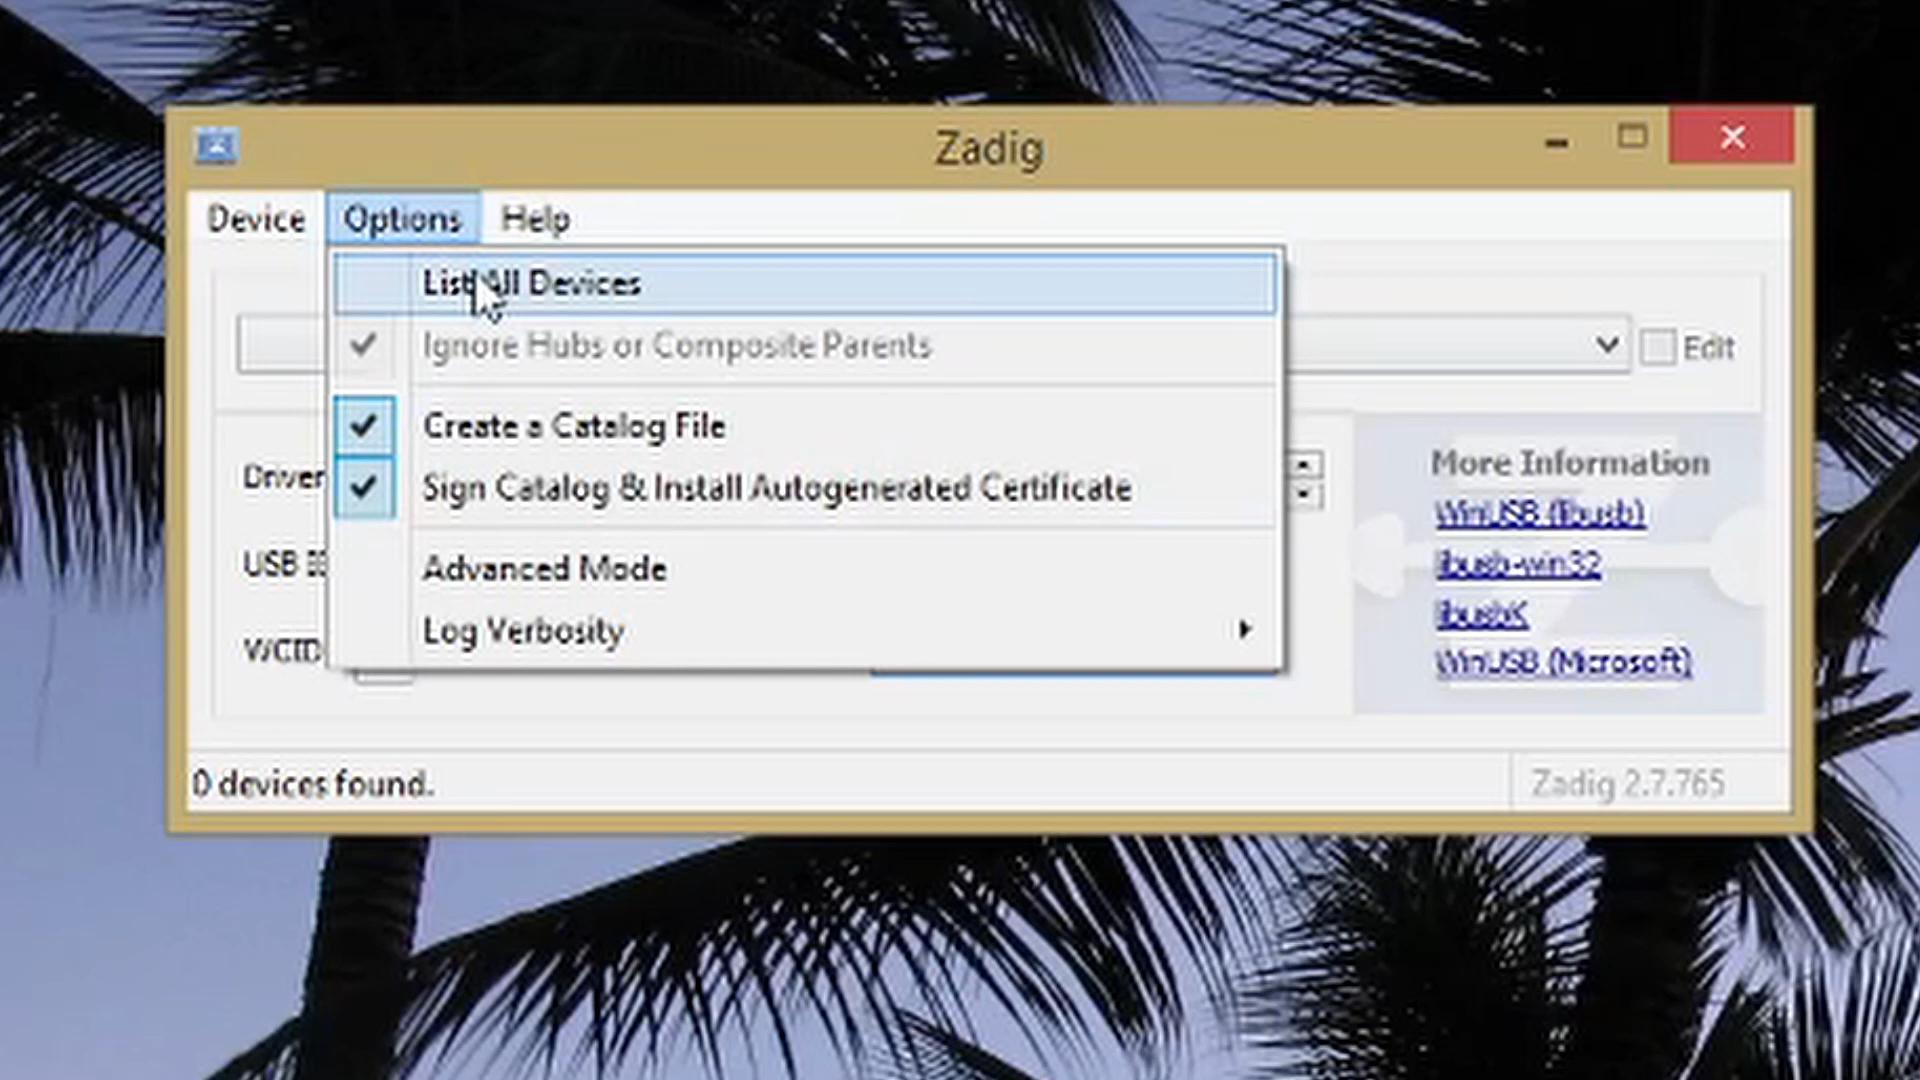 Zadig
Device Options Help
List All Devices
Ignore Hubs or Composite Parents
Edit
Create a Catalog File
Sign Catalog & Install Autogenerated Certificate
Driver
More Information
WinUSB (libusb)
libusb-win32
libusbK
WinUSB (Microsoft)
USB
Advanced Mode
Log Verbosity
WCID
0 devices found.
Zadig 2.7.765